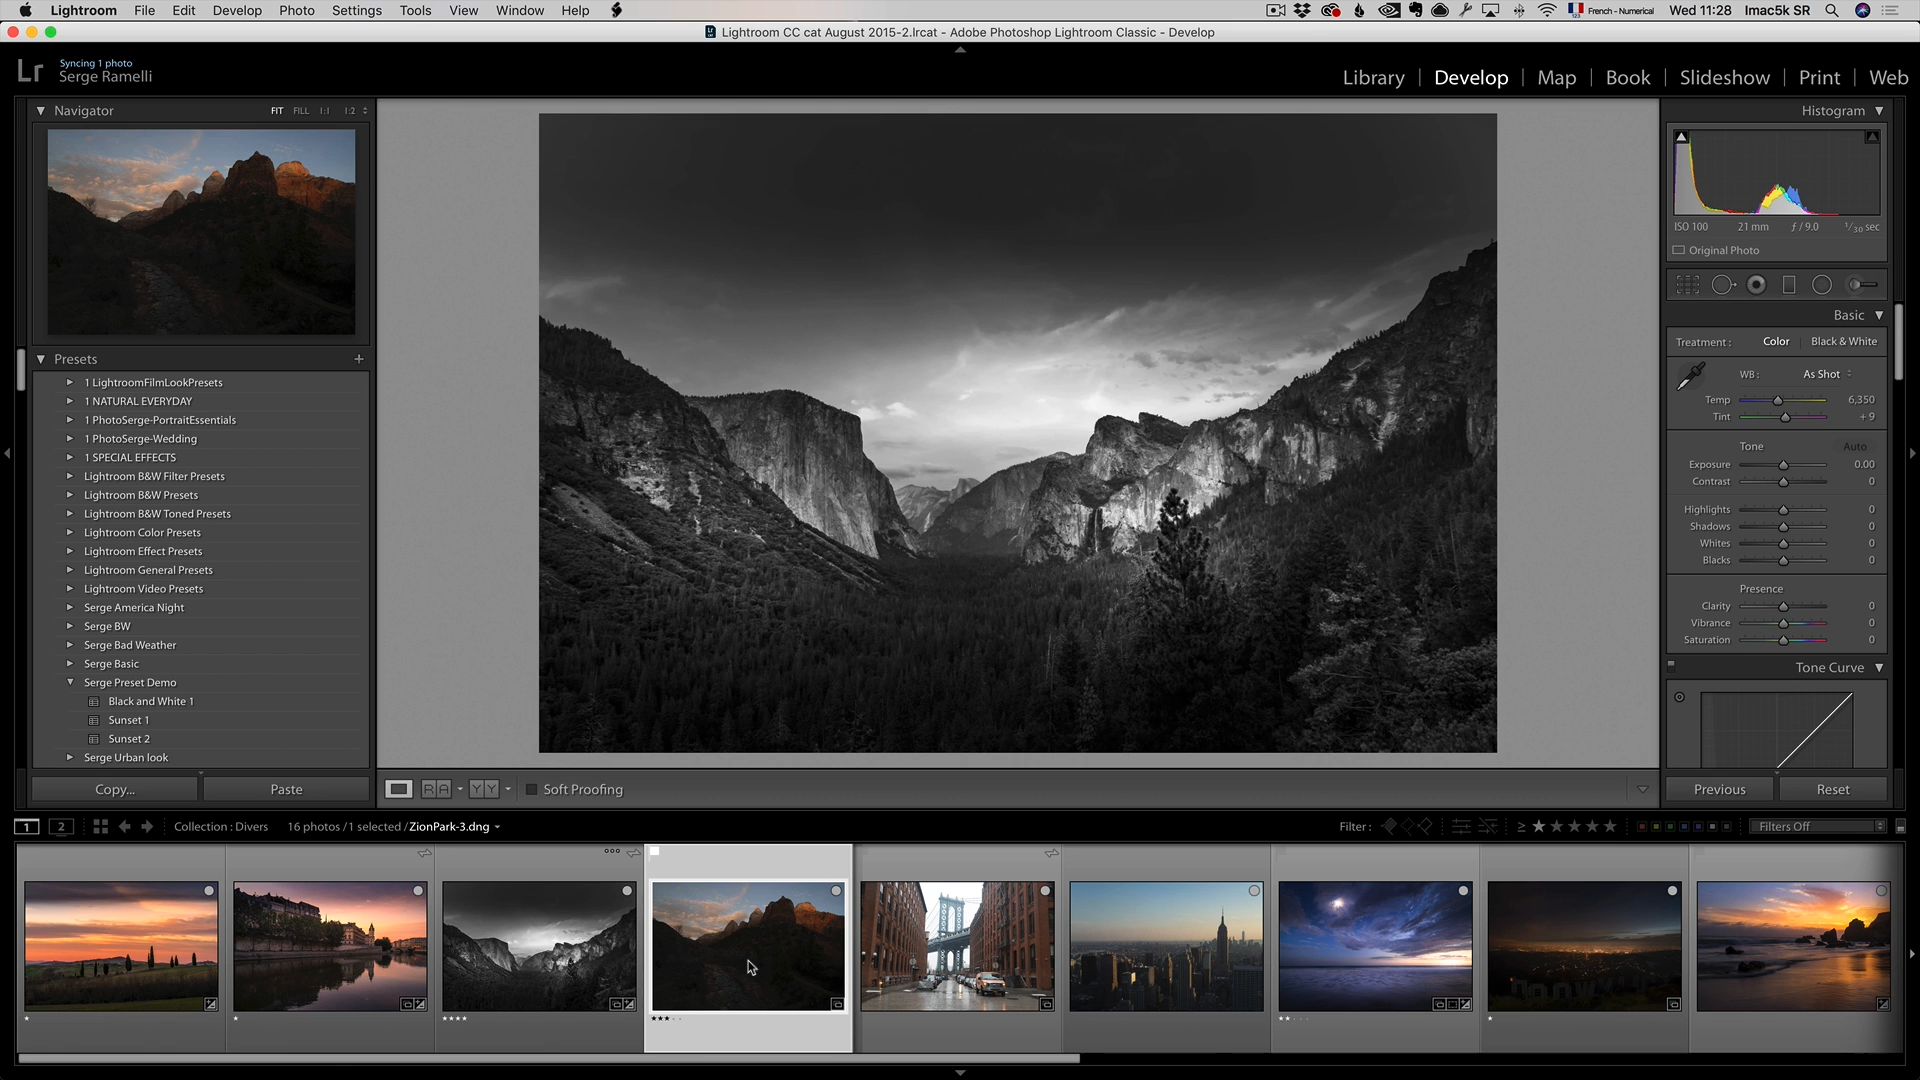 Lightroom File Edit Develop Photo Settings Tools View Window Help French - Numerical Wed 11:28 Imac5k SR
Lightroom CC cat August 2015-2.lrcat - Adobe Photoshop Lightroom Classic - Develop
Lr
Syncing 1 photo
Serge Ramelli
Library | Develop | Map | Book | Slideshow | Print | Web
Navigator FIT FILL 1:1 1:2
Histogram
ISO 100 21 mm ƒ / 9.0 1/30 sec
Original Photo
Basic
Treatment : Color | Black & White
WB : As Shot
Temp 6,350
Tint + 9
Tone Auto
Exposure 0.00
Contrast 0
Highlights 0
Shadows 0
Whites 0
Blacks 0
Presence
Clarity 0
Vibrance 0
Saturation 0
Tone Curve
Presets +
1 LightroomFilmLookPresets
1 NATURAL EVERYDAY
1 PhotoSerge-PortraitEssentials
1 PhotoSerge-Wedding
1 SPECIAL EFFECTS
Lightroom B&W Filter Presets
Lightroom B&W Presets
Lightroom B&W Toned Presets
Lightroom Color Presets
Lightroom Effect Presets
Lightroom General Presets
Lightroom Video Presets
Serge America Night
Serge BW
Serge Bad Weather
Serge Basic
Serge Preset Demo
Black and White 1
Sunset 1
Sunset 2
Serge Urban look
Copy... Paste
R A Y Y Soft Proofing
Previous Reset
1 2 Collection : Divers 16 photos / 1 selected / ZionPark-3.dng
Filter : ≥ ★ ★ ★ ★ ★ Filters Off